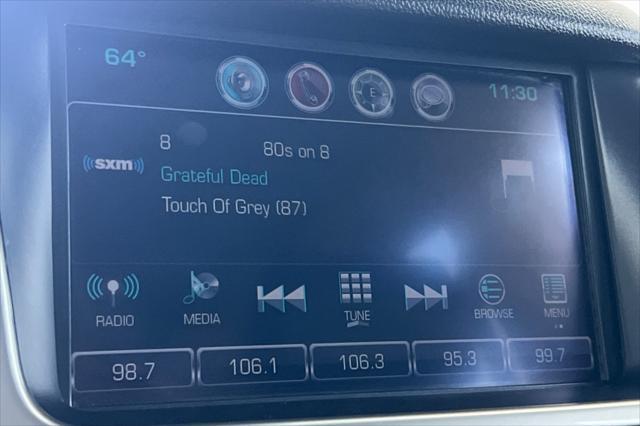 64°
11:30
E
8 80s on 8
((sxm))
Grateful Dead
Touch Of Grey (87)
RADIO MEDIA TUNE BROWSE MENU
98.7 106.1 106.3 95.3 99.7